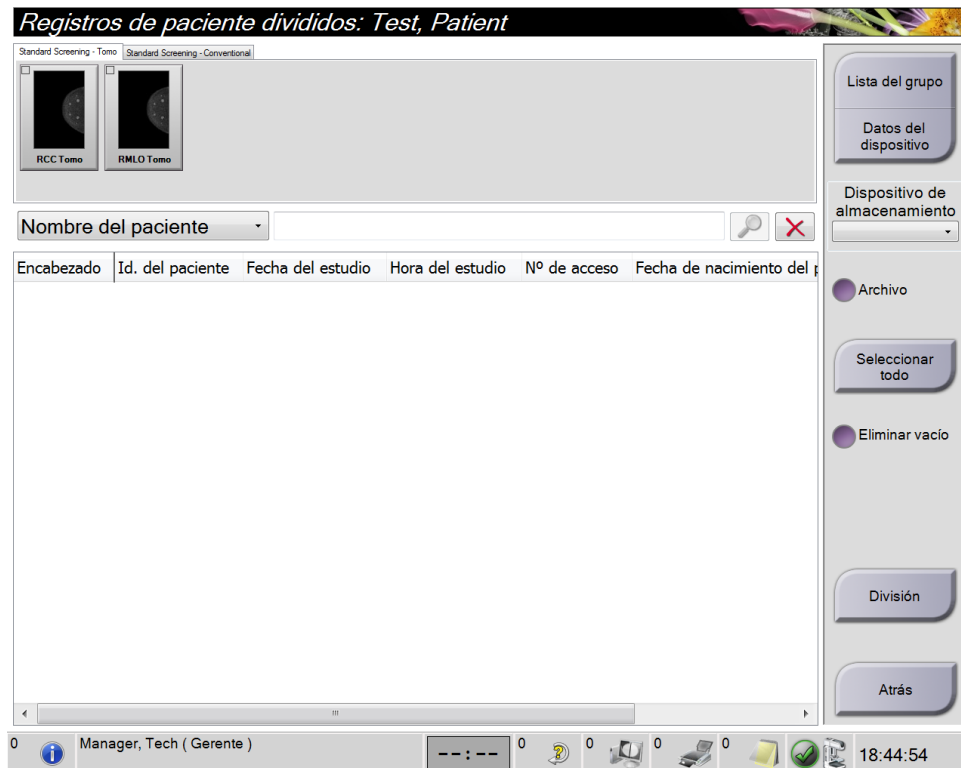 Registros de paciente divididos: Test, Patient
Standard Screening - Tomo
Standard Screening - Conventional
RCC Tomo
RMLO Tomo
Nombre del paciente
Encabezado Id. del paciente Fecha del estudio Hora del estudio Nº de acceso Fecha de nacimiento del p
Lista del grupo
Datos del
dispositivo
Dispositivo de
almacenamiento
Archivo
Seleccionar
todo
Eliminar vacío
División
Atrás
0 Manager, Tech ( Gerente ) --:-- 0 0 0 0 18:44:54